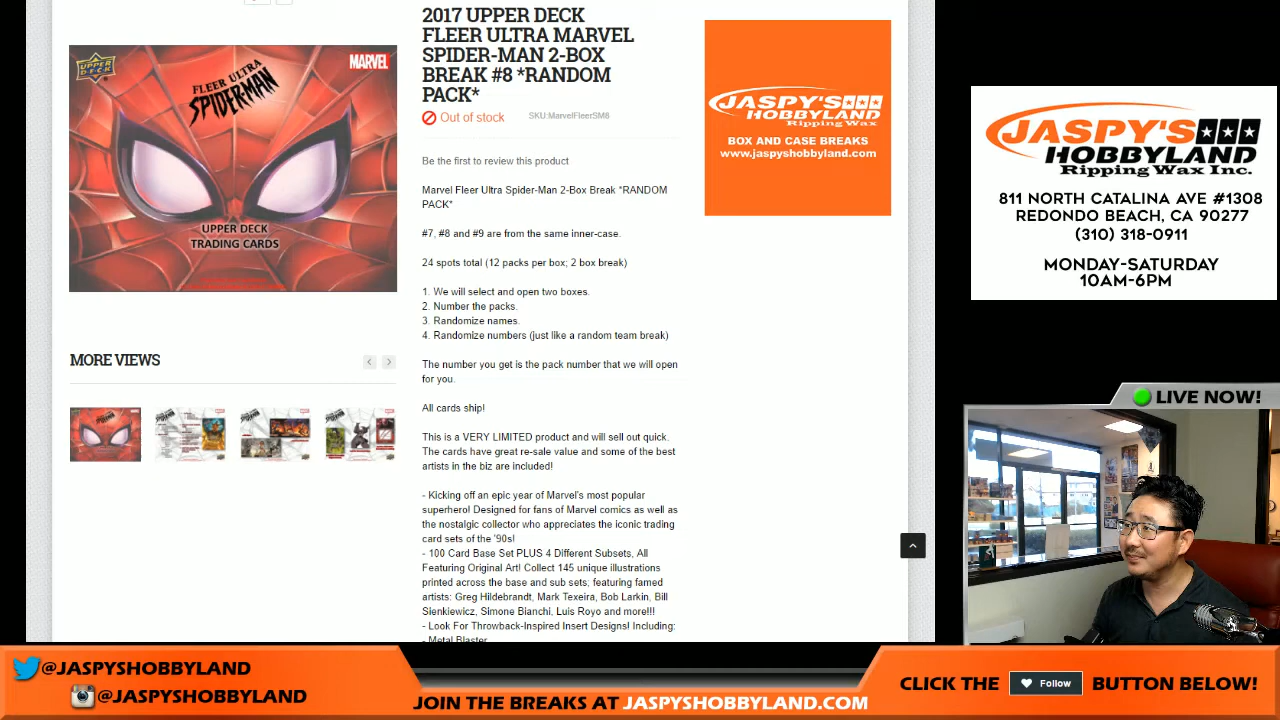 2017 UPPER DECK
FLEER ULTRA MARVEL
SPIDER-MAN 2-BOX
BREAK #8 *RANDOM
PACK*
Out of stock
SKU:MarvelFleerSM8
Be the first to review this product
Marvel Fleer Ultra Spider-Man 2-Box Break *RANDOM
PACK*
#7, #8 and #9 are from the same inner-case.
24 spots total (12 packs per box; 2 box break)
1. We will select and open two boxes.
2. Number the packs.
3. Randomize names.
4. Randomize numbers (just like a random team break)
The number you get is the pack number that we will open
for you.
All cards ship!
This is a VERY LIMITED product and will sell out quick.
The cards have great re-sale value and some of the best
artists in the biz are included!
- Kicking off an epic year of Marvel's most popular
superhero! Designed for fans of Marvel comics as well as
the nostalgic collector who appreciates the iconic trading
card sets of the '90s!
- 100 Card Base Set PLUS 4 Different Subsets, All
Featuring Original Art! Collect 145 unique illustrations
printed across the base and sub sets; featuring famed
artists: Greg Hildebrandt, Mark Texeira, Bob Larkin, Bill
Sienkiewicz, Simone Bianchi, Luis Royo and more!!!
- Look For Throwback-Inspired Insert Designs! Including:
- Metal Blaster
UPPER DECK
MARVEL
FLEER ULTRA
SPIDER-MAN
UPPER DECK
TRADING CARDS
MORE VIEWS
JASPY'S
HOBBYLAND
Ripping Wax
BOX AND CASE BREAKS
www.jaspyshobbyland.com
JASPY'S
HOBBYLAND
Ripping Wax Inc.
811 NORTH CATALINA AVE #1308
REDONDO BEACH, CA 90277
(310) 318-0911
MONDAY-SATURDAY
10AM-6PM
LIVE NOW!
@JASPYSHOBBYLAND
@JASPYSHOBBYLAND
JOIN THE BREAKS AT JASPYSHOBBYLAND.COM
CLICK THE Follow BUTTON BELOW!